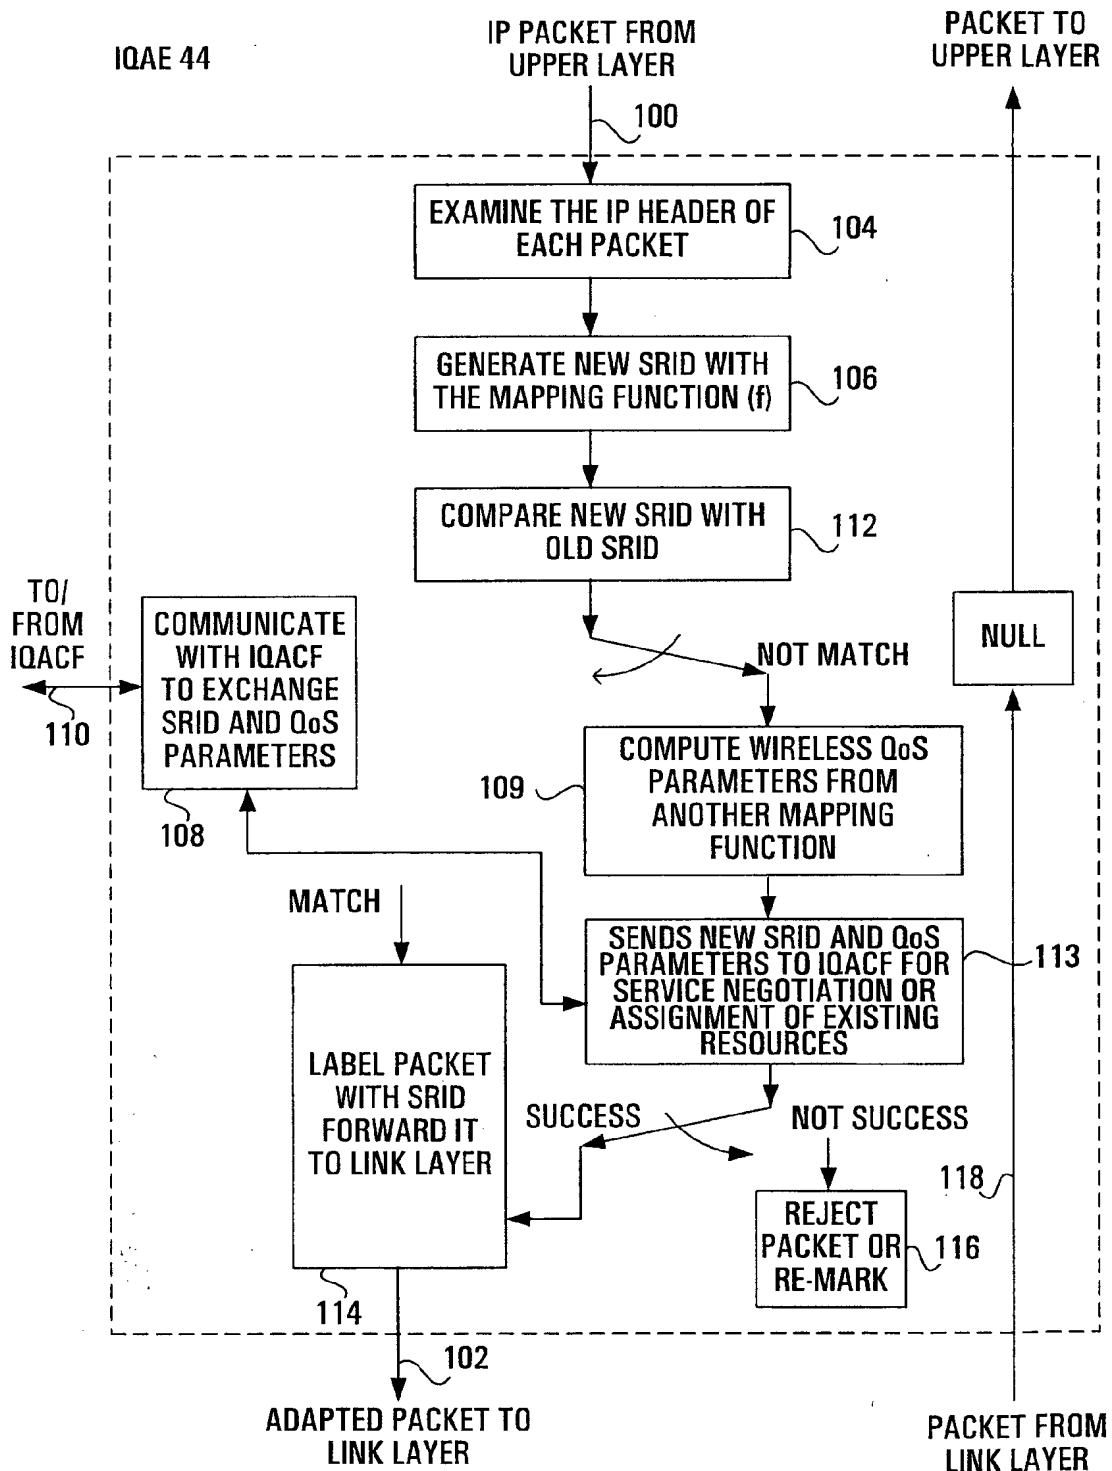 IQAE 44
IP PACKET FROM
UPPER LAYER
PACKET TO
UPPER LAYER
100
EXAMINE THE IP HEADER OF
EACH PACKET
104
GENERATE NEW SRID WITH
THE MAPPING FUNCTION (f)
106
COMPARE NEW SRID WITH
OLD SRID
112
TO/
FROM
IQACF
110
COMMUNICATE
WITH IQACF
TO EXCHANGE
SRID AND QoS
PARAMETERS
108
NOT MATCH
NULL
COMPUTE WIRELESS QoS
PARAMETERS FROM
ANOTHER MAPPING
FUNCTION
109
MATCH
SENDS NEW SRID AND QoS
PARAMETERS TO IQACF FOR
SERVICE NEGOTIATION OR
ASSIGNMENT OF EXISTING
RESOURCES
113
LABEL PACKET
WITH SRID
FORWARD IT
TO LINK LAYER
114
SUCCESS
NOT SUCCESS
118
REJECT
PACKET OR
RE-MARK
116
102
ADAPTED PACKET TO
LINK LAYER
PACKET FROM
LINK LAYER